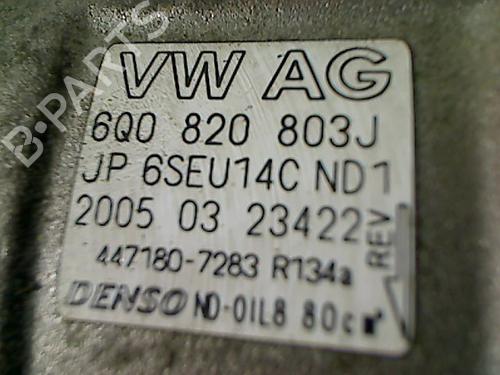 VW AG
6Q0 820 803J
JP 6SEU14C ND1
2005 03 23422
REV
447180-7283 R134a
DENSO ND-OIL8 80c㎥
B-PARTS